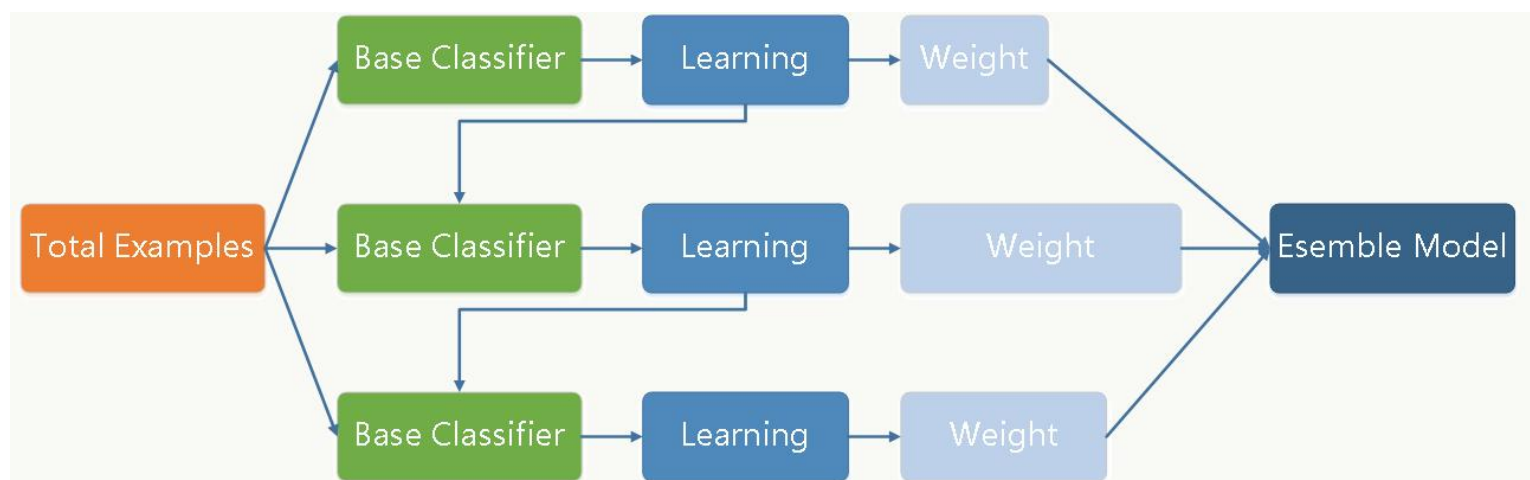 Base Classifier
Learning
Weight
Total Examples
Base Classifier
Learning
Weight
Esemble Model
Base Classifier
Learning
Weight